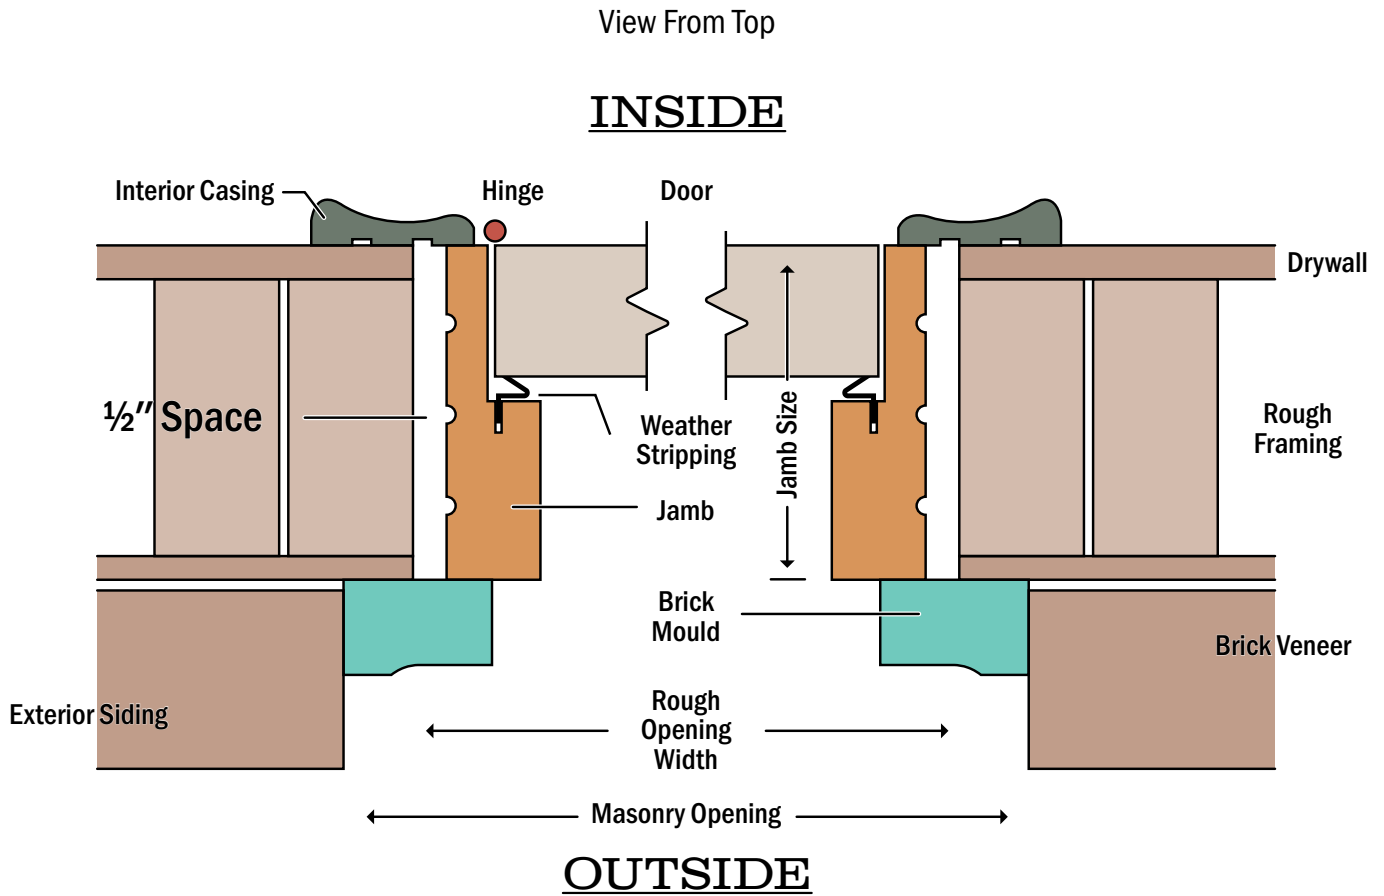 View From Top
INSIDE
Interior Casing
Hinge
Door
Drywall
½" Space
Weather
Stripping
Jamb Size
Rough
Framing
Jamb
Brick
Mould
Brick Veneer
Exterior Siding
Rough
Opening
Width
Masonry Opening
OUTSIDE